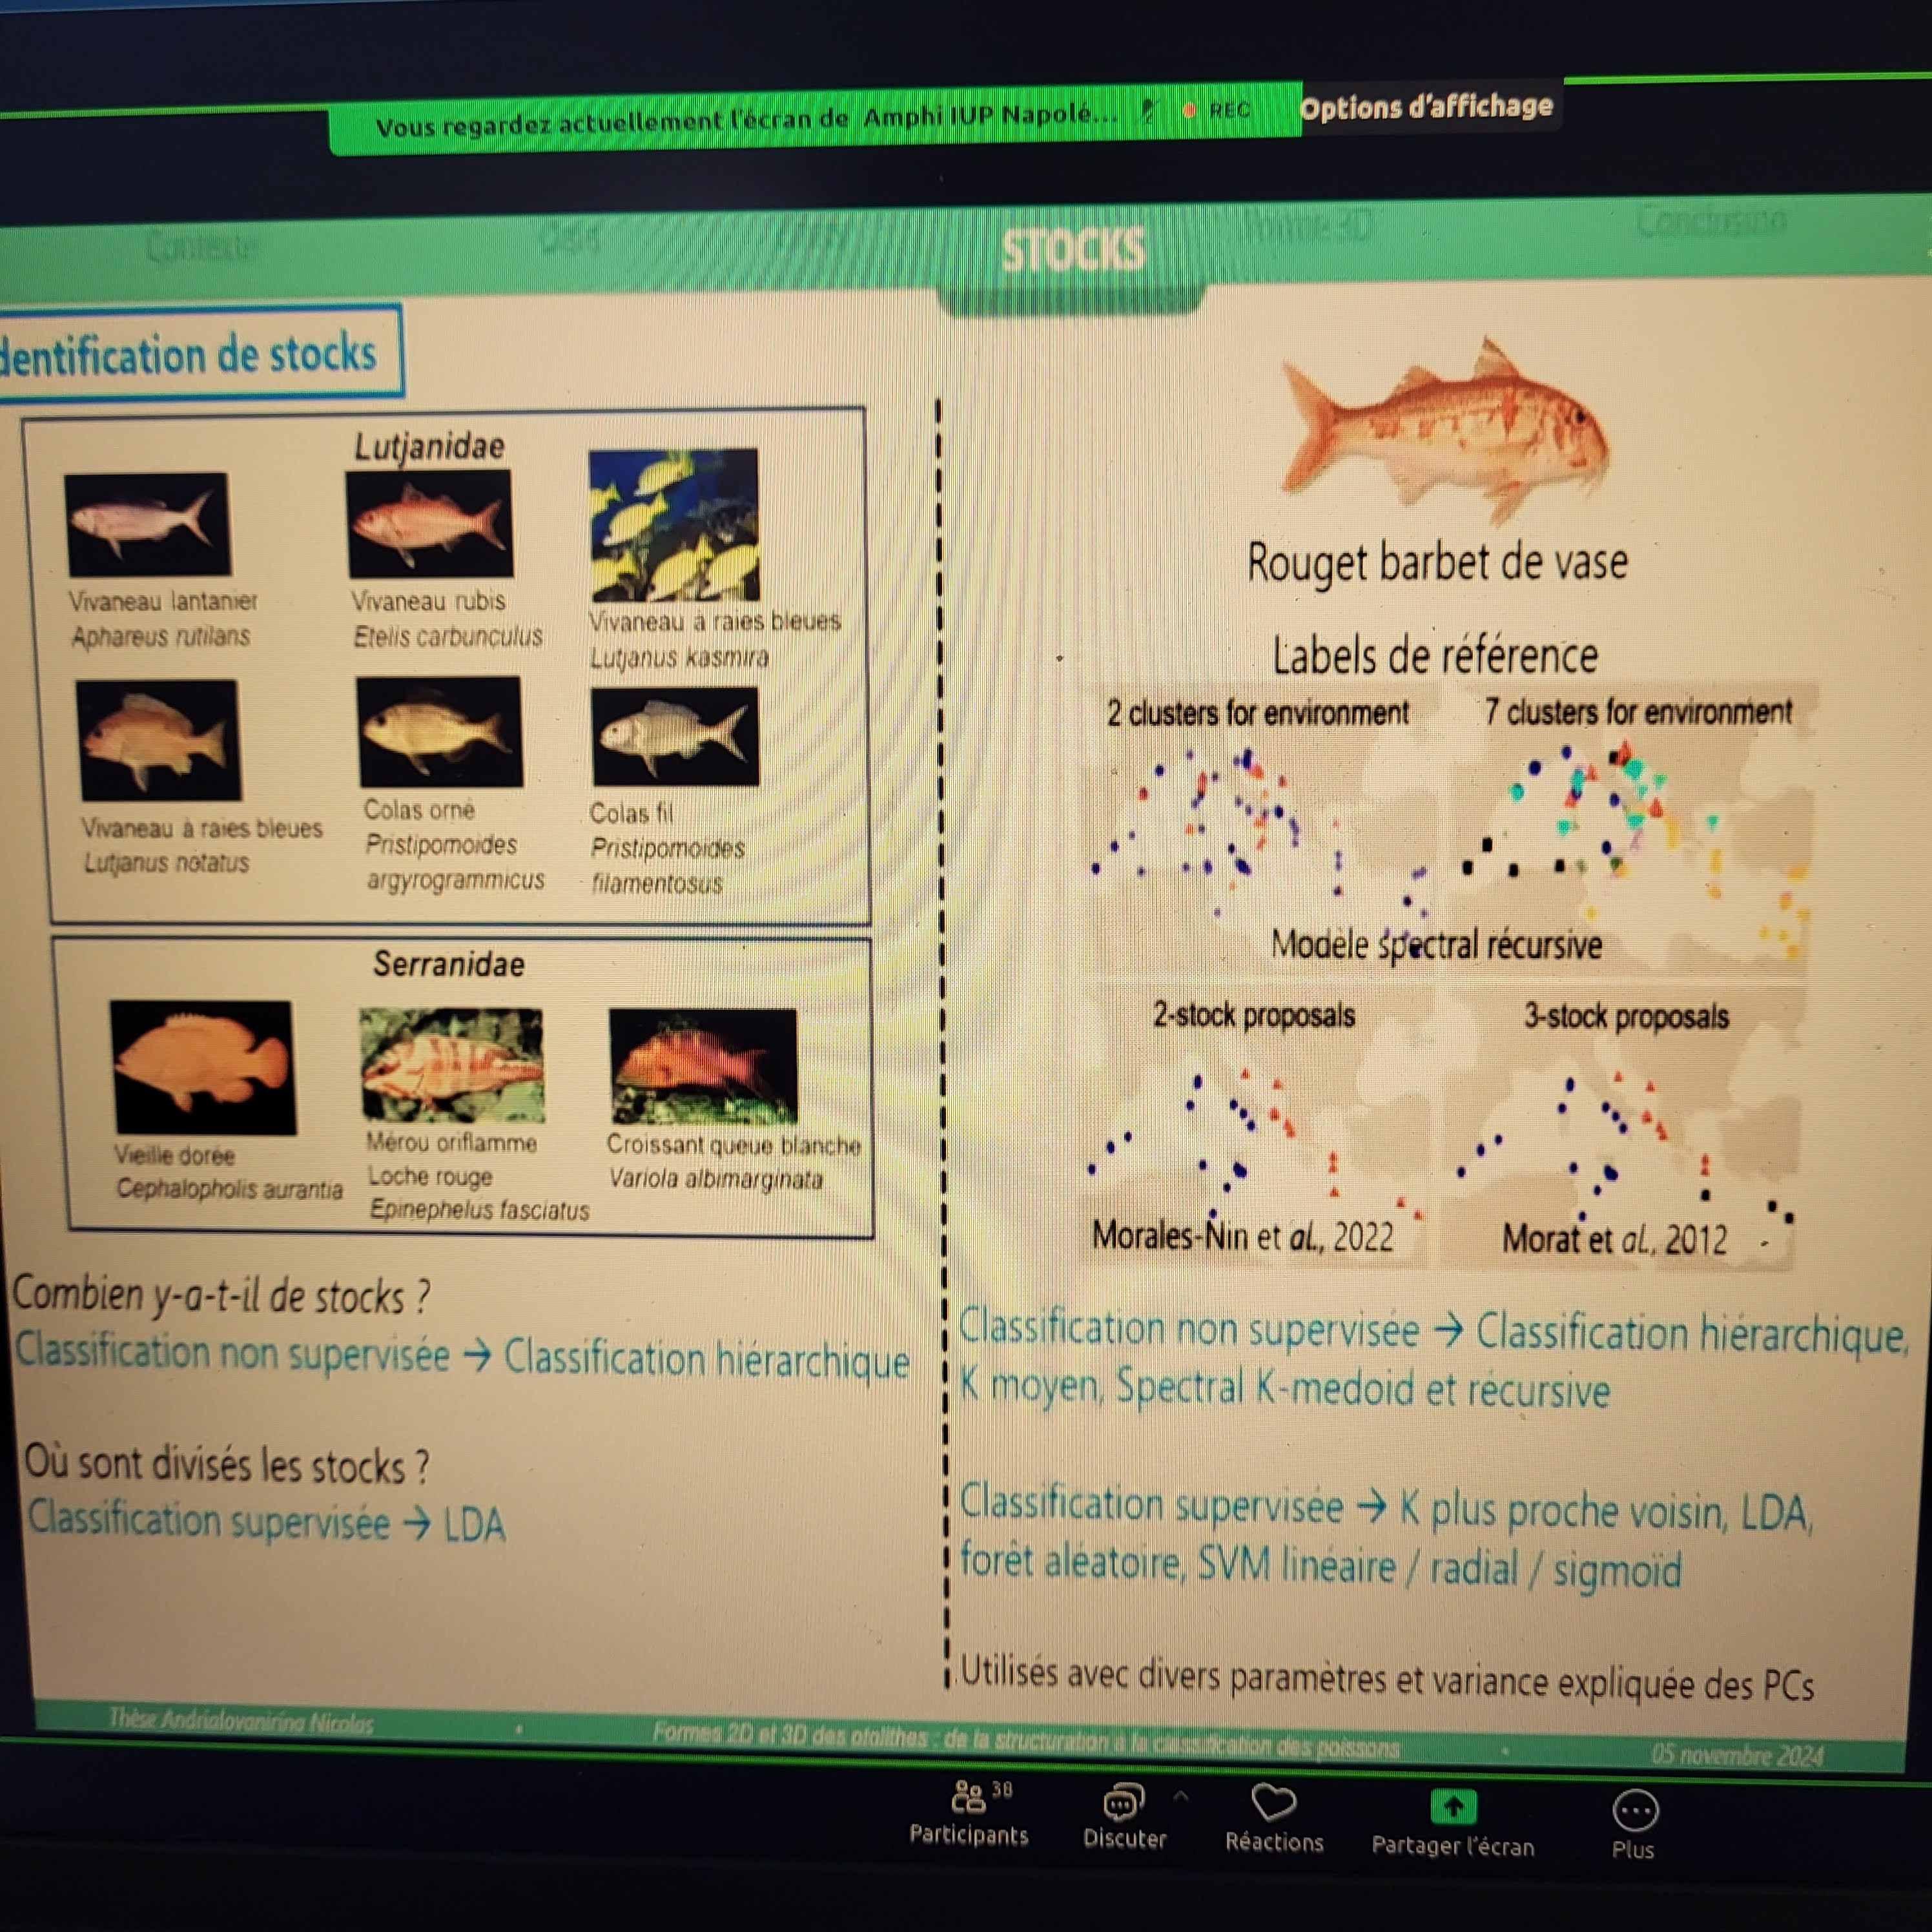 Vous regardez actuellement l'écran de Amphi IUP Napolé...
REC
Options d'affichage
Contexte
STOCKS
3D
Conclusion
dentification de stocks
Lutjanidae
Vivaneau lantanier
Aphareus rutilans
Vivaneau rubis
Etelis carbunculus
Vivaneau à raies bleues
Lutjanus kasmira
Vivaneau à raies bleues
Lutjanus notatus
Colas orné
Pristipomoides
argyrogrammicus
Colas fil
Pristipomoides
filamentosus
Serranidae
Vieille dorée
Cephalopholis aurantia
Mérou oriflamme
Loche rouge
Epinephelus fasciatus
Croissant queue blanche
Variola albimarginata
Combien y-a-t-il de stocks ?
Classification non supervisée → Classification hiérarchique
Où sont divisés les stocks ?
Classification supervisée → LDA
Rouget barbet de vase
Labels de référence
2 clusters for environment
7 clusters for environment
Modèle spectral récursive
2-stock proposals
3-stock proposals
Morales-Nin et al., 2022
Morat et al., 2012
Classification non supervisée → Classification hiérarchique,
K moyen, Spectral K-medoid et récursive
Classification supervisée → K plus proche voisin, LDA,
forêt aléatoire, SVM linéaire / radial / sigmoïd
Utilisés avec divers paramètres et variance expliquée des PCs
Thèse Andrialovanirina Nicolas
Formes 2D et 3D des otolithes : de la structuration à la classification des poissons
05 novembre 2024
38
Participants
Discuter
Réactions
Partager l'écran
Plus